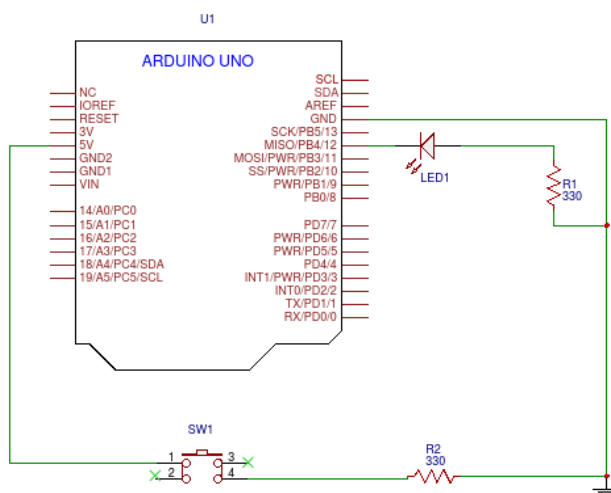 U1
ARDUINO UNO
NC
IOREF
RESET
3V
5V
GND2
GND1
VIN
14/A0/PC0
15/A1/PC1
16/A2/PC2
17/A3/PC3
18/A4/PC4/SDA
19/A5/PC5/SCL
SCL
SDA
AREF
GND
SCK/PB5/13
MISO/PB4/12
MOSI/PWR/PB3/11
SS/PWR/PB2/10
PWR/PB1/9
PB0/8
PD7/7
PWR/PD6/6
PWR/PD5/5
PD4/4
INT1/PWR/PD3/3
INT0/PD2/2
TX/PD1/1
RX/PD0/0
LED1
R1
330
SW1
1
2
3
4
R2
330